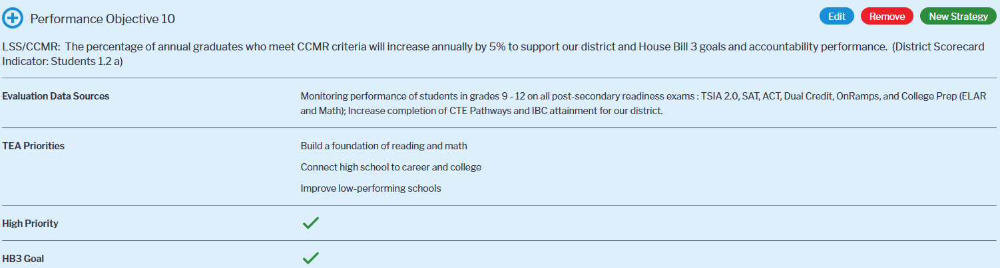 Performance Objective 10
Edit
Remove
New Strategy
LSS/CCMR:  The percentage of annual graduates who meet CCMR criteria will increase annually by 5% to support our district and House Bill 3 goals and accountability performance.  (District Scorecard
Indicator: Students 1.2 a)
Evaluation Data Sources
Monitoring performance of students in grades 9 - 12 on all post-secondary readiness exams : TSIA 2.0, SAT, ACT, Dual Credit, OnRamps, and College Prep (ELAR
and Math); Increase completion of CTE Pathways and IBC attainment for our district.
TEA Priorities
Build a foundation of reading and math
Connect high school to career and college
Improve low-performing schools
High Priority
HB3 Goal